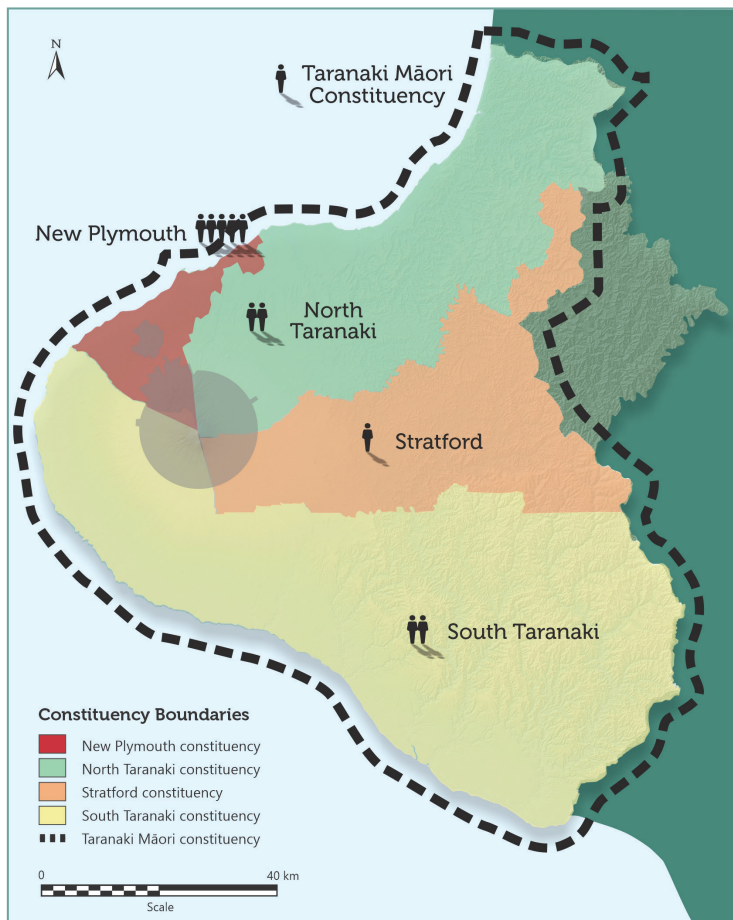 N
Taranaki Māori
Constituency
New Plymouth
North
Taranaki
Stratford
South Taranaki
Constituency Boundaries
New Plymouth constituency
North Taranaki constituency
Stratford constituency
South Taranaki constituency
Taranaki Māori constituency
0 40 km
Scale